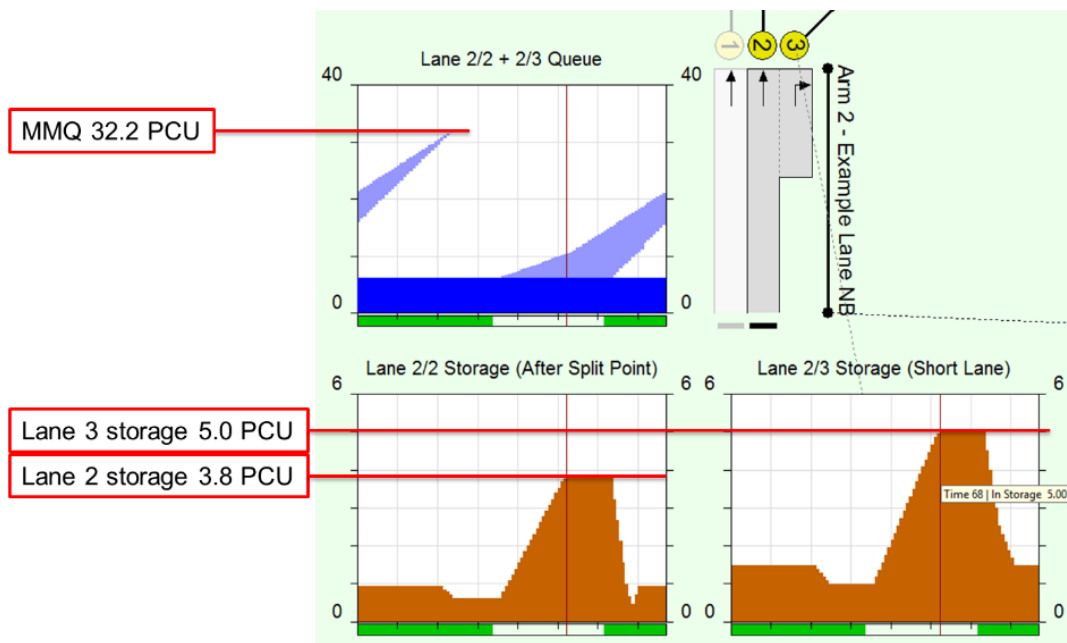 Lane 2/2 + 2/3 Queue
40
40
MMQ 32.2 PCU
0
0
1
2
3
Arm 2 - Example Lane NB
Lane 2/2 Storage (After Split Point)
Lane 2/3 Storage (Short Lane)
6
6
6
6
Lane 3 storage 5.0 PCU
Lane 2 storage 3.8 PCU
Time 68 | In Storage 5.00
0
0
0
0